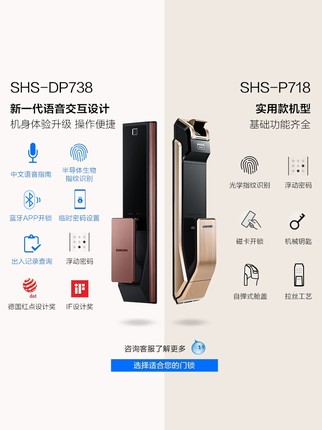 SHS-DP738
新一代语音交互设计
机身体验升级 操作便捷
中文语音指南
半导体生物
指纹识别
蓝牙APP开锁
临时密码设置
出入记录查询
浮动密码
reddot
德国红点设计奖
iF
IF设计奖
SAMSUNG
SHS-P718
实用款机型
基础功能齐全
光学指纹识别
浮动密码
磁卡开锁
机械钥匙
自弹式舱盖
拉丝工艺
SAMSUNG
咨询客服了解更多
选择适合您的门锁